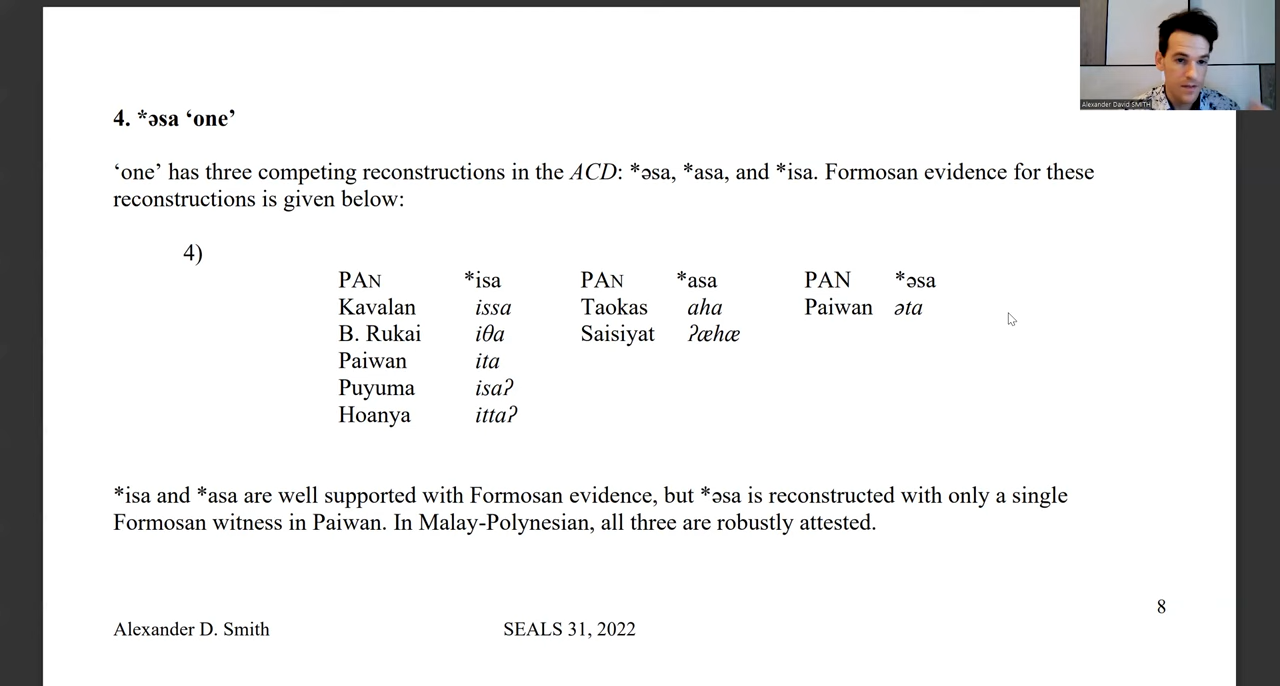 Alexander David SMITH
4. *əsa ‘one’
‘one’ has three competing reconstructions in the ACD: *əsa, *asa, and *isa. Formosan evidence for these
reconstructions is given below:
4)
PAN *isa PAN *asa PAN *əsa
Kavalan issa Taokas aha Paiwan əta
B. Rukai iθa Saisiyat ʔæhæ
Paiwan ita
Puyuma isaʔ
Hoanya ittaʔ
*isa and *asa are well supported with Formosan evidence, but *əsa is reconstructed with only a single
Formosan witness in Paiwan. In Malay-Polynesian, all three are robustly attested.
8
Alexander D. Smith SEALS 31, 2022